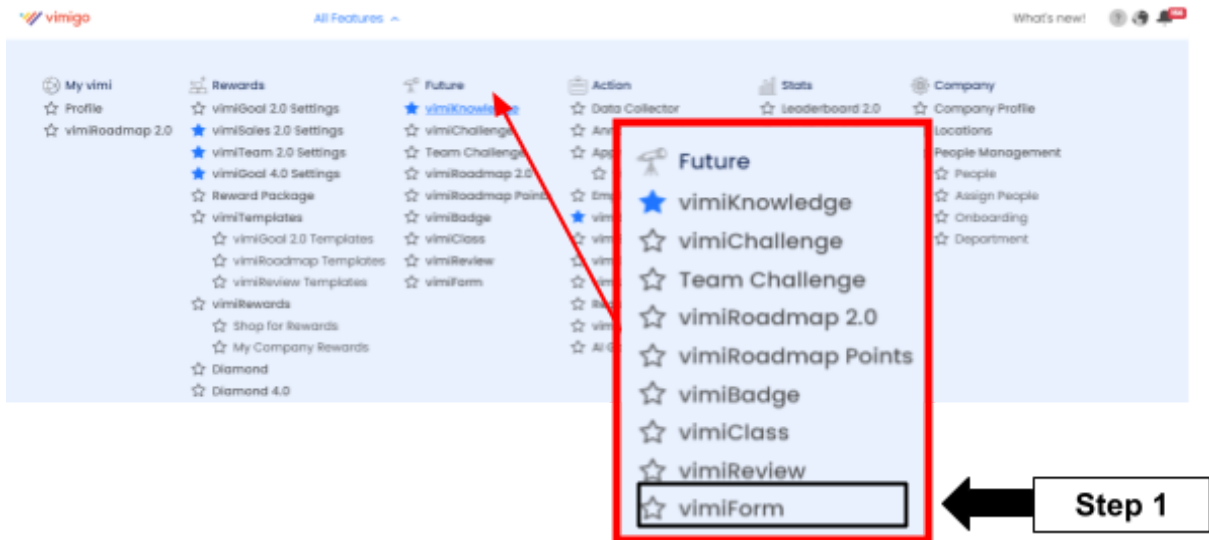 vimigo
All Features
What's new!
My vimi
Profile
vimiRoadmap 2.0
Rewards
vimiGoal 2.0 Settings
vimiSales 2.0 Settings
vimiTeam 2.0 Settings
vimiGoal 4.0 Settings
Reward Package
vimiTemplates
vimiGoal 2.0 Templates
vimiRoadmap Templates
vimiReview Templates
vimiRewards
Shop for Rewards
My Company Rewards
Diamond
Diamond 4.0
Future
vimiKnowledge
vimiChallenge
Team Challenge
vimiRoadmap 2.0
vimiRoadmap Points
vimiBadge
vimiClass
vimiReview
vimiForm
Action
Data Collector
Stats
Leaderboard 2.0
Company
Company Profile
Locations
People Management
People
Assign People
Onboarding
Department
Future
vimiKnowledge
vimiChallenge
Team Challenge
vimiRoadmap 2.0
vimiRoadmap Points
vimiBadge
vimiClass
vimiReview
vimiForm
Step 1